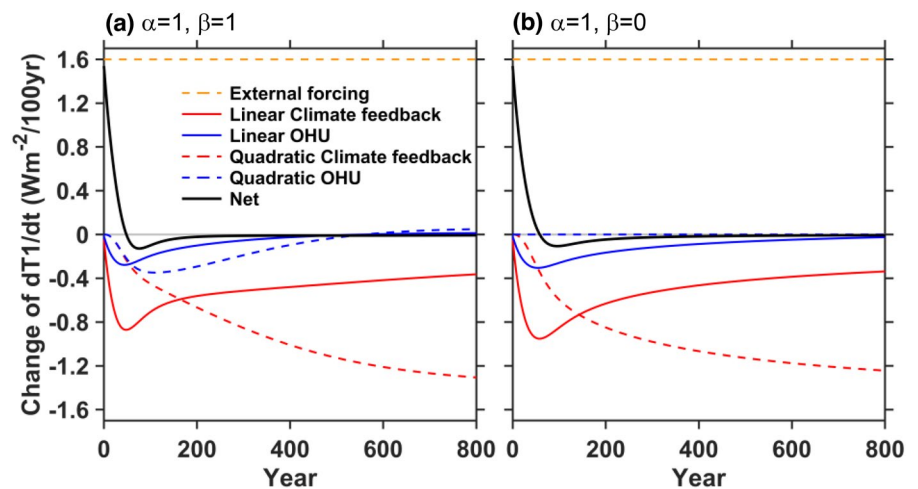 (a) α=1, β=1
(b) α=1, β=0
Change of dT1/dt (Wm⁻²/100yr)
1.6
1.2
0.8
0.4
0
-0.4
-0.8
-1.2
-1.6
External forcing
Linear Climate feedback
Linear OHU
Quadratic Climate feedback
Quadratic OHU
Net
0 200 400 600 800
0 200 400 600 800
Year
Year